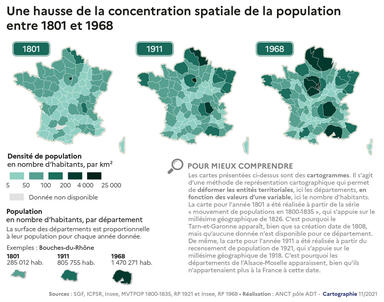 Une hausse de la concentration spatiale de la population
entre 1801 et 1968
1801
1911
1968
Densité de population
en nombre d'habitants, par km²
5 50 100 200 4 000 25 000
Donnée non disponible
Population
en nombre d'habitants, par département
La surface des départements est proportionnelle
à leur population pour chaque année donnée.
Exemples : Bouches-du-Rhône
1801 1911 1968
285 012 hab. 805 755 hab. 1 470 271 hab.
POUR MIEUX COMPRENDRE
Les cartes présentées ci-dessus sont des cartogrammes. Il s'agit
d'une méthode de représentation cartographique qui permet
de déformer les entités territoriales, ici les départements, en
fonction des valeurs d'une variable, ici le nombre d'habitants.
La carte pour l'année 1801 a été réalisée à partir de la série
« mouvement de populations en 1800-1835 », qui s'appuie sur le
millésime géographique de 1826. C'est pourquoi le
Tarn-et-Garonne apparaît, bien que sa création date de 1808,
mais qu'aucune donnée n'est disponible pour ce département.
De même, la carte pour l'année 1911 a été réalisée à partir du
recensement de population de 1921, qui s'appuie sur le
millésime géographique de 1918. C'est pourquoi les
départements de l'Alsace-Moselle apparaissent, bien qu'ils
n'appartenaient plus à la France à cette date.
Sources : SGF, ICPSR, Insee, MVTPOP 1800-1835, RP 1921 et Insee, RP 1968 • Réalisation : ANCT pôle ADT - Cartographie 11/2021